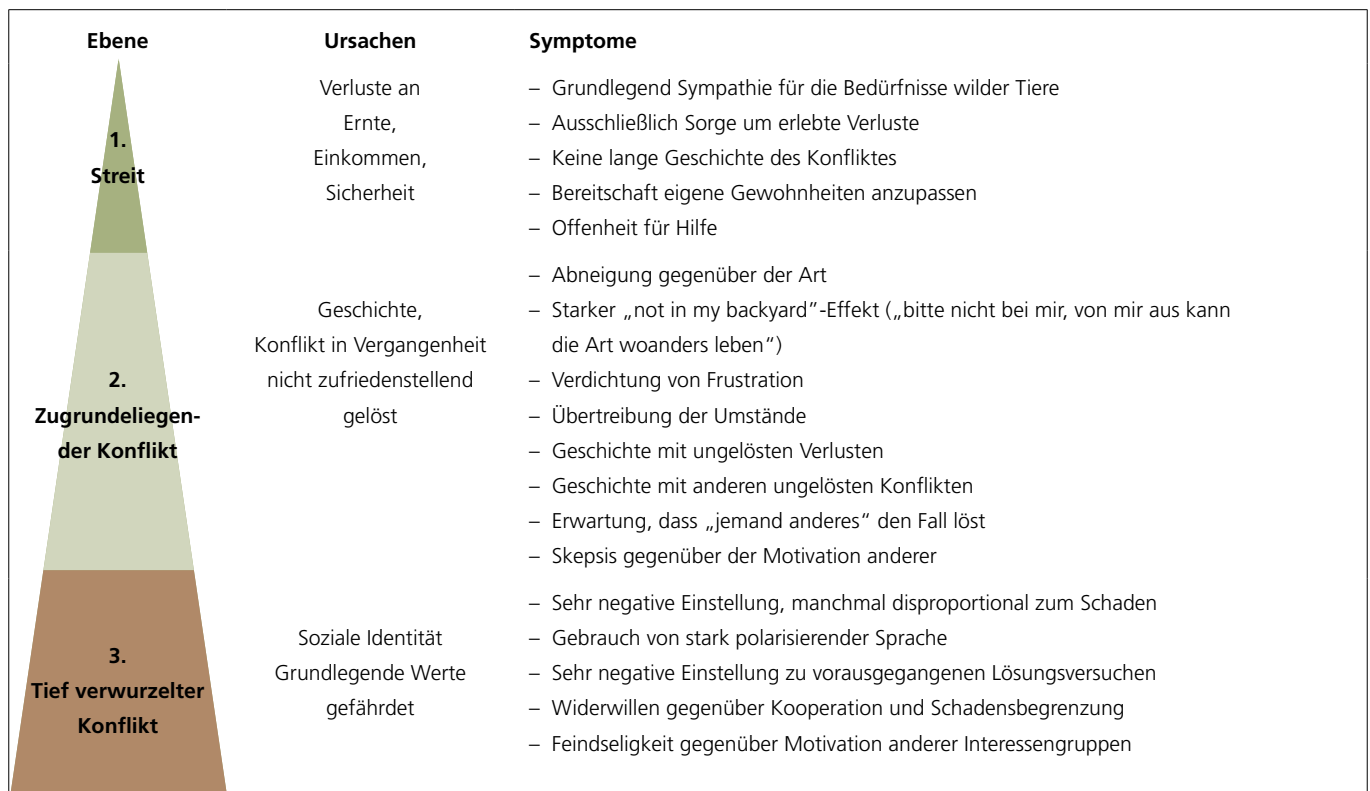 Ebene
Ursachen
Symptome
1.
Streit
Verluste an
Ernte,
Einkommen,
Sicherheit
– Grundlegend Sympathie für die Bedürfnisse wilder Tiere
– Ausschließlich Sorge um erlebte Verluste
– Keine lange Geschichte des Konfliktes
– Bereitschaft eigene Gewohnheiten anzupassen
– Offenheit für Hilfe
2.
Zugrundeliegen-
der Konflikt
Geschichte,
Konflikt in Vergangenheit
nicht zufriedenstellend
gelöst
– Abneigung gegenüber der Art
– Starker „not in my backyard”-Effekt („bitte nicht bei mir, von mir aus kann
die Art woanders leben“)
– Verdichtung von Frustration
– Übertreibung der Umstände
– Geschichte mit ungelösten Verlusten
– Geschichte mit anderen ungelösten Konflikten
– Erwartung, dass „jemand anderes“ den Fall löst
– Skepsis gegenüber der Motivation anderer
3.
Tief verwurzelter
Konflikt
Soziale Identität
Grundlegende Werte
gefährdet
– Sehr negative Einstellung, manchmal disproportional zum Schaden
– Gebrauch von stark polarisierender Sprache
– Sehr negative Einstellung zu vorausgegangenen Lösungsversuchen
– Widerwillen gegenüber Kooperation und Schadensbegrenzung
– Feindseligkeit gegenüber Motivation anderer Interessengruppen